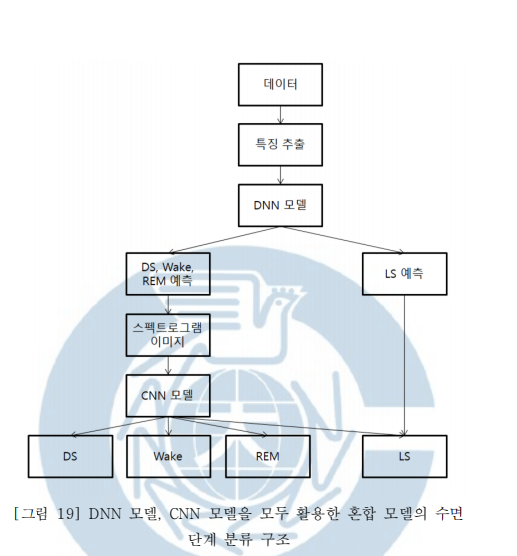 데이터
특징 추출
DNN 모델
DS, Wake,
REM 예측
LS 예측
스펙트로그램
이미지
CNN 모델
DS
Wake
REM
LS
[그림 19] DNN 모델, CNN 모델을 모두 활용한 혼합 모델의 수면
단계 분류 구조